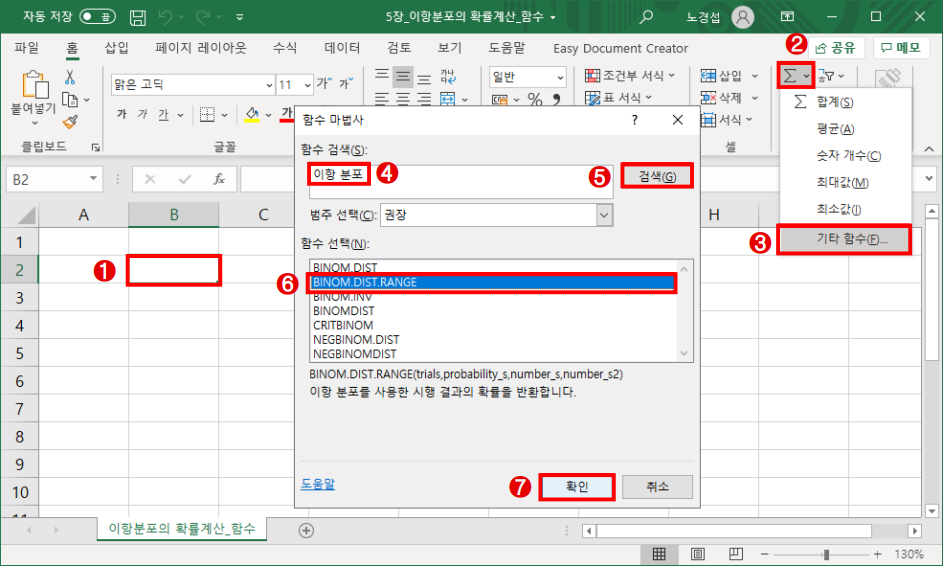 자동 저장 끔 5장_이항분포의 확률계산_함수 노경섭
파일 홈 삽입 페이지 레이아웃 수식 데이터 검토 보기 도움말 Easy Document Creator 공유 메모
❷
붙여넣기 맑은 고딕 11 가^ 가ˇ 가나 일반 조건부 서식 삽입 Σ
가 가 가 가 % 표 서식 삭제
서식
클립보드 글꼴 셀
Σ 합계(S)
평균(A)
숫자 개수(C)
최대값(M)
최소값(I)
❸ 기타 함수(F)...
B2 fx
A B C H
1
2
3
4
5
6
7
8
9
10
11
❶
함수 마법사 ? ×
함수 검색(S):
이항 분포 ❹ ❺ 검색(G)
범주 선택(C): 권장
함수 선택(N):
BINOM.DIST
❻ BINOM.DIST.RANGE
BINOM.INV
BINOMDIST
CRITBINOM
NEGBINOM.DIST
NEGBINOMDIST
BINOM.DIST.RANGE(trials,probability_s,number_s,number_s2)
이항 분포를 사용한 시행 결과의 확률을 반환합니다.
도움말 ❼ 확인 취소
이항분포의 확률계산_함수
130%